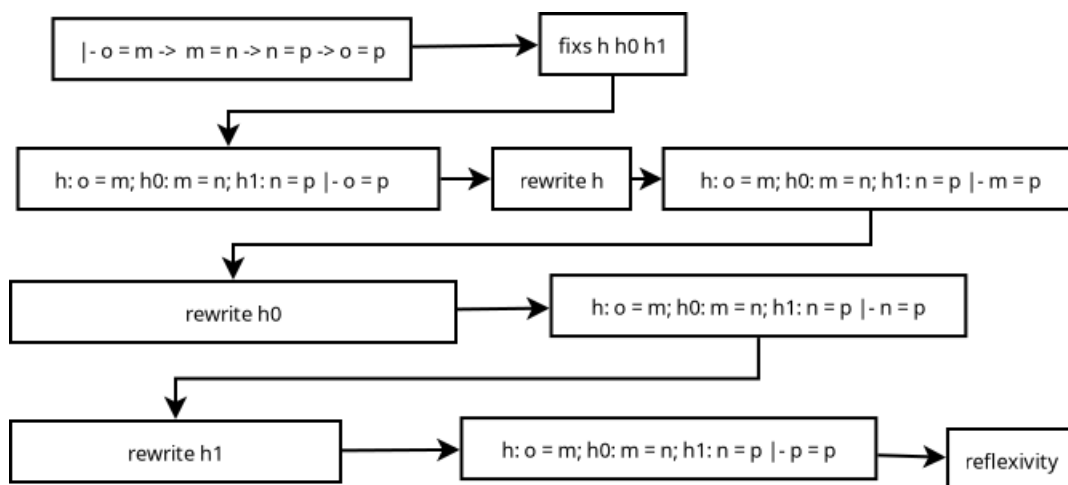 |- o = m -> m = n -> n = p -> o = p
fixs h h0 h1
h: o = m; h0: m = n; h1: n = p |- o = p
rewrite h
h: o = m; h0: m = n; h1: n = p |- m = p
rewrite h0
h: o = m; h0: m = n; h1: n = p |- n = p
rewrite h1
h: o = m; h0: m = n; h1: n = p |- p = p
reflexivity